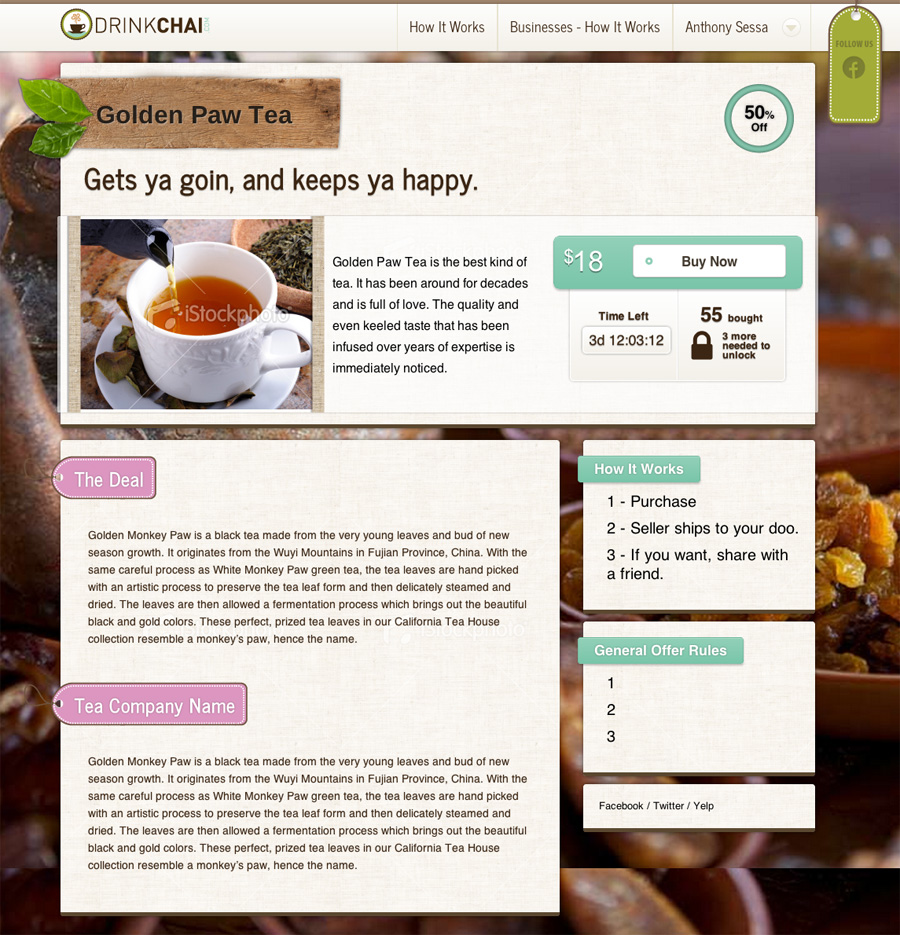 DRINKCHAI
How It Works
Businesses - How It Works
Anthony Sessa
FOLLOW US
Golden Paw Tea
50%
Off
Gets ya goin, and keeps ya happy.
iStockphoto
Golden Paw Tea is the best kind of
tea. It has been around for decades
and is full of love. The quality and
even keeled taste that has been
infused over years of expertise is
immediately noticed.
$18
Buy Now
Time Left
3d 12:03:12
55 bought
3 more
needed to
unlock
The Deal
Golden Monkey Paw is a black tea made from the very young leaves and bud of new
season growth. It originates from the Wuyi Mountains in Fujian Province, China. With the
same careful process as White Monkey Paw green tea, the tea leaves are hand picked
with an artistic process to preserve the tea leaf form and then delicately steamed and
dried. The leaves are then allowed a fermentation process which brings out the beautiful
black and gold colors. These perfect, prized tea leaves in our California Tea House
collection resemble a monkey's paw, hence the name.
iStockphoto
Tea Company Name
Golden Monkey Paw is a black tea made from the very young leaves and bud of new
season growth. It originates from the Wuyi Mountains in Fujian Province, China. With the
same careful process as White Monkey Paw green tea, the tea leaves are hand picked
with an artistic process to preserve the tea leaf form and then delicately steamed and
dried. The leaves are then allowed a fermentation process which brings out the beautiful
black and gold colors. These perfect, prized tea leaves in our California Tea House
collection resemble a monkey's paw, hence the name.
How It Works
1 - Purchase
2 - Seller ships to your doo.
3 - If you want, share with
a friend.
General Offer Rules
1
2
3
Facebook / Twitter / Yelp